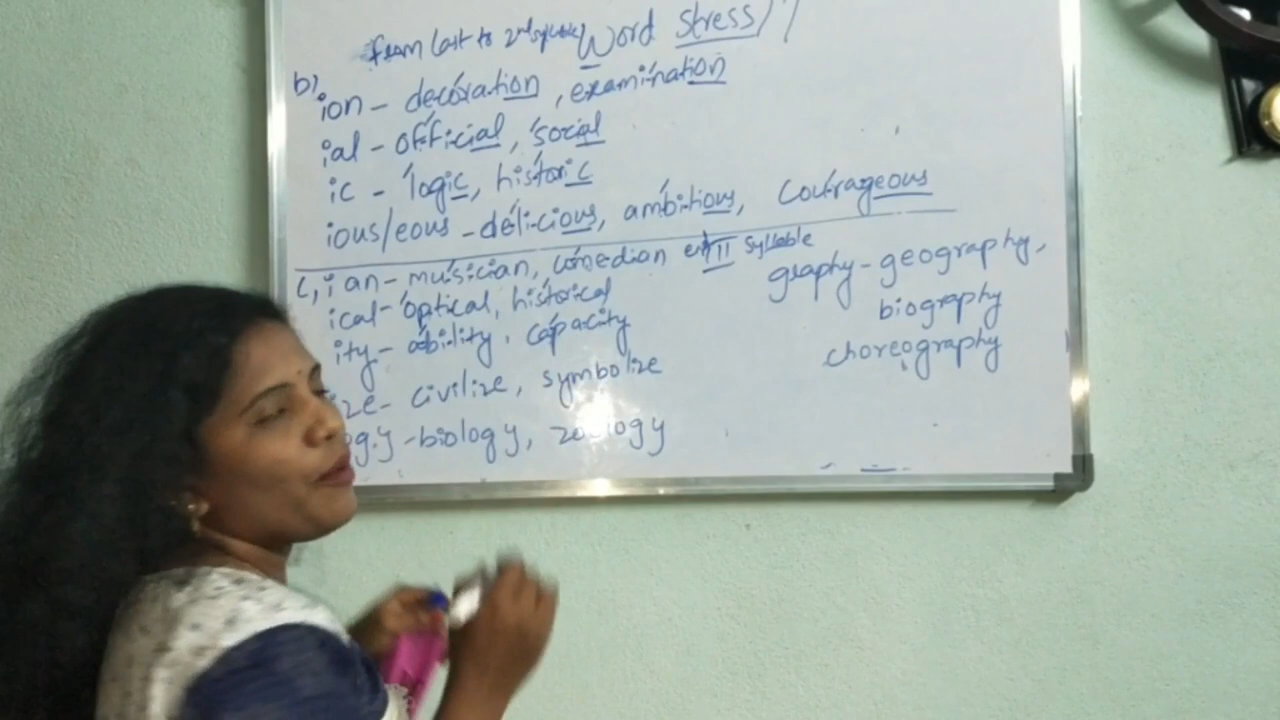 from last to 2nd syllable Word Stress
b) ion - decoration, examination
ial - official, social
ic - logic, historic
ious/eous - delicious, ambitious, Courageous
c, ian - musician, comedian III syllable
ical - optical, historical
ity - ability, capacity
ize - civilize, symbolize
ogy - biology, zoology
graphy - geography,
biography
choreography